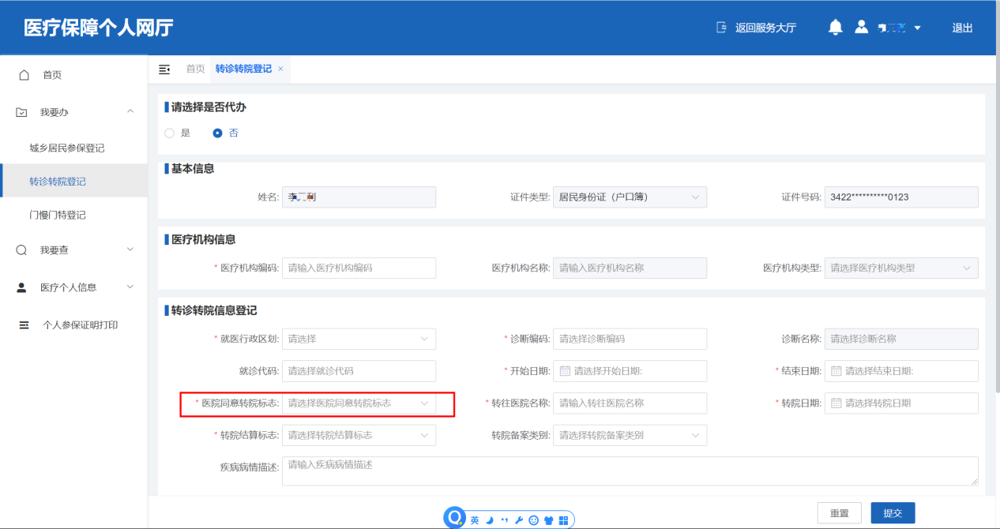 医疗保障个人网厅
返回服务大厅
退出
首页
转诊转院登记 ×
首页
我要办
城乡居民参保登记
转诊转院登记
门慢门特登记
我要查
医疗个人信息
个人参保证明打印
请选择是否代办
是 否
基本信息
姓名: 李 利 证件类型: 居民身份证（户口簿） 证件号码: 3422**********0123
医疗机构信息
* 医疗机构编码: 请输入医疗机构编码 医疗机构名称: 请输入医疗机构名称 医疗机构类型: 请选择医疗机构类型
转诊转院信息登记
* 就医行政区划: 请选择 * 诊断编码: 请选择诊断编码 诊断名称: 请选择诊断名称
就诊代码: 请选择就诊代码 * 开始日期: 请选择开始日期: * 结束日期: 请选择结束日期:
* 医院同意转院标志: 请选择医院同意转院标志 * 转往医院名称: 请输入转往医院名称 * 转院日期: 请选择转院日期
* 转院结算标志: 请选择转院结算标志 转院备案类别: 请选择转院备案类别
疾病病情描述: 请输入疾病病情描述
英
重置 提交